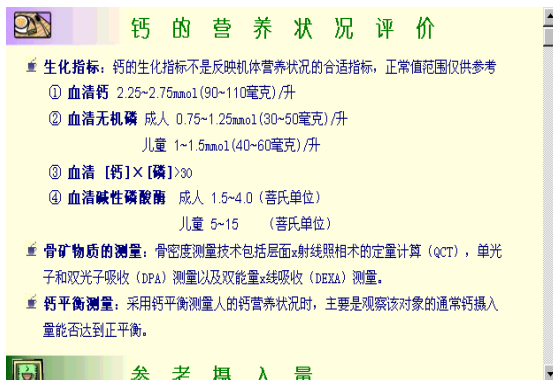 钙的营养状况评价
生化指标：钙的生化指标不是反映机体营养状况的合适指标，正常值范围仅供参考
① 血清钙 2.25~2.75mmol(90~110毫克)/升
② 血清无机磷 成人 0.75~1.25mmol(30~50毫克)/升
儿童 1~1.5mmol(40~60毫克)/升
③ 血清 [钙]×[磷]>30
④ 血清碱性磷酸酶 成人 1.5~4.0（菩氏单位）
儿童 5~15 （菩氏单位）
骨矿物质的测量：骨密度测量技术包括层面x射线照相术的定量计算（QCT），单光
子和双光子吸收（DPA）测量以及双能量x线吸收（DEXA）测量。
钙平衡测量：采用钙平衡测量人的钙营养状况时，主要是观察该对象的通常钙摄入
量能否达到正平衡。
参考摄入量